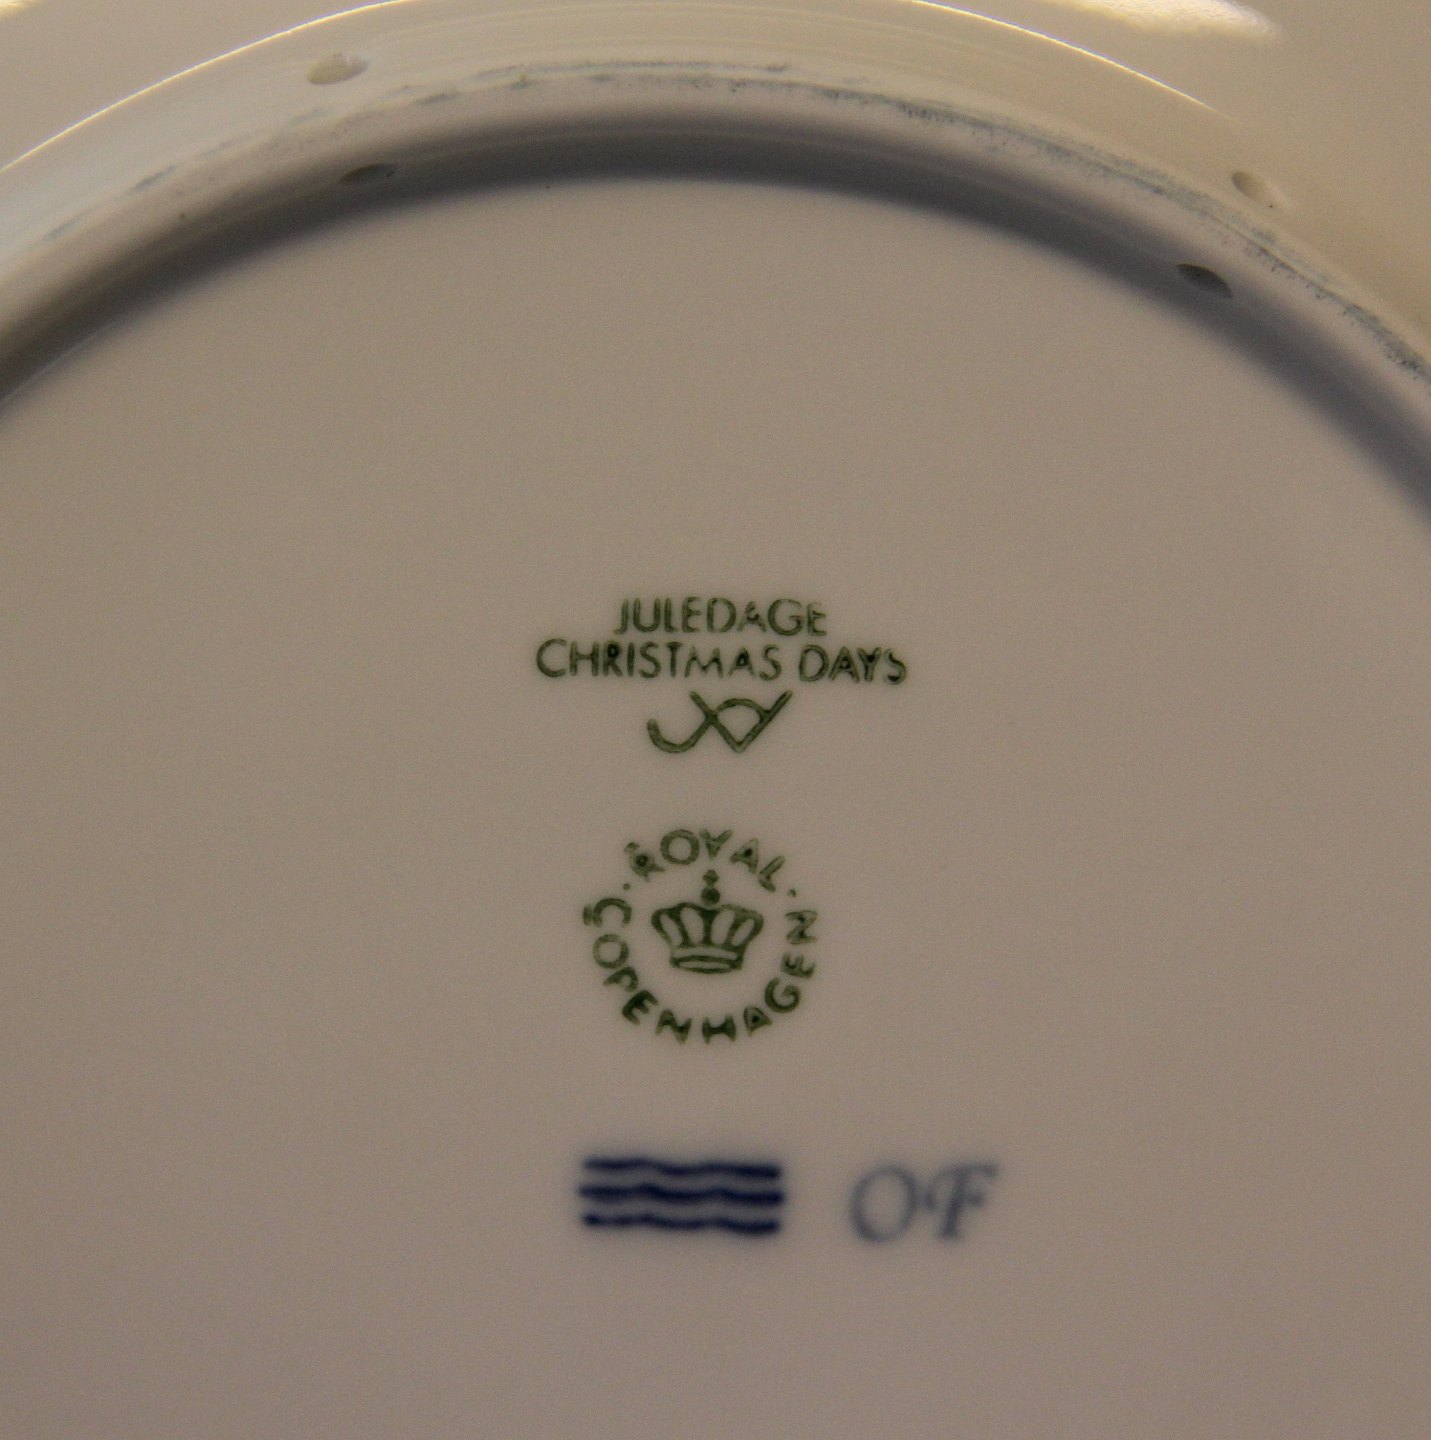 JULEDAGE
CHRISTMAS DAYS
ROYAL · COPENHAGEN ·
OF